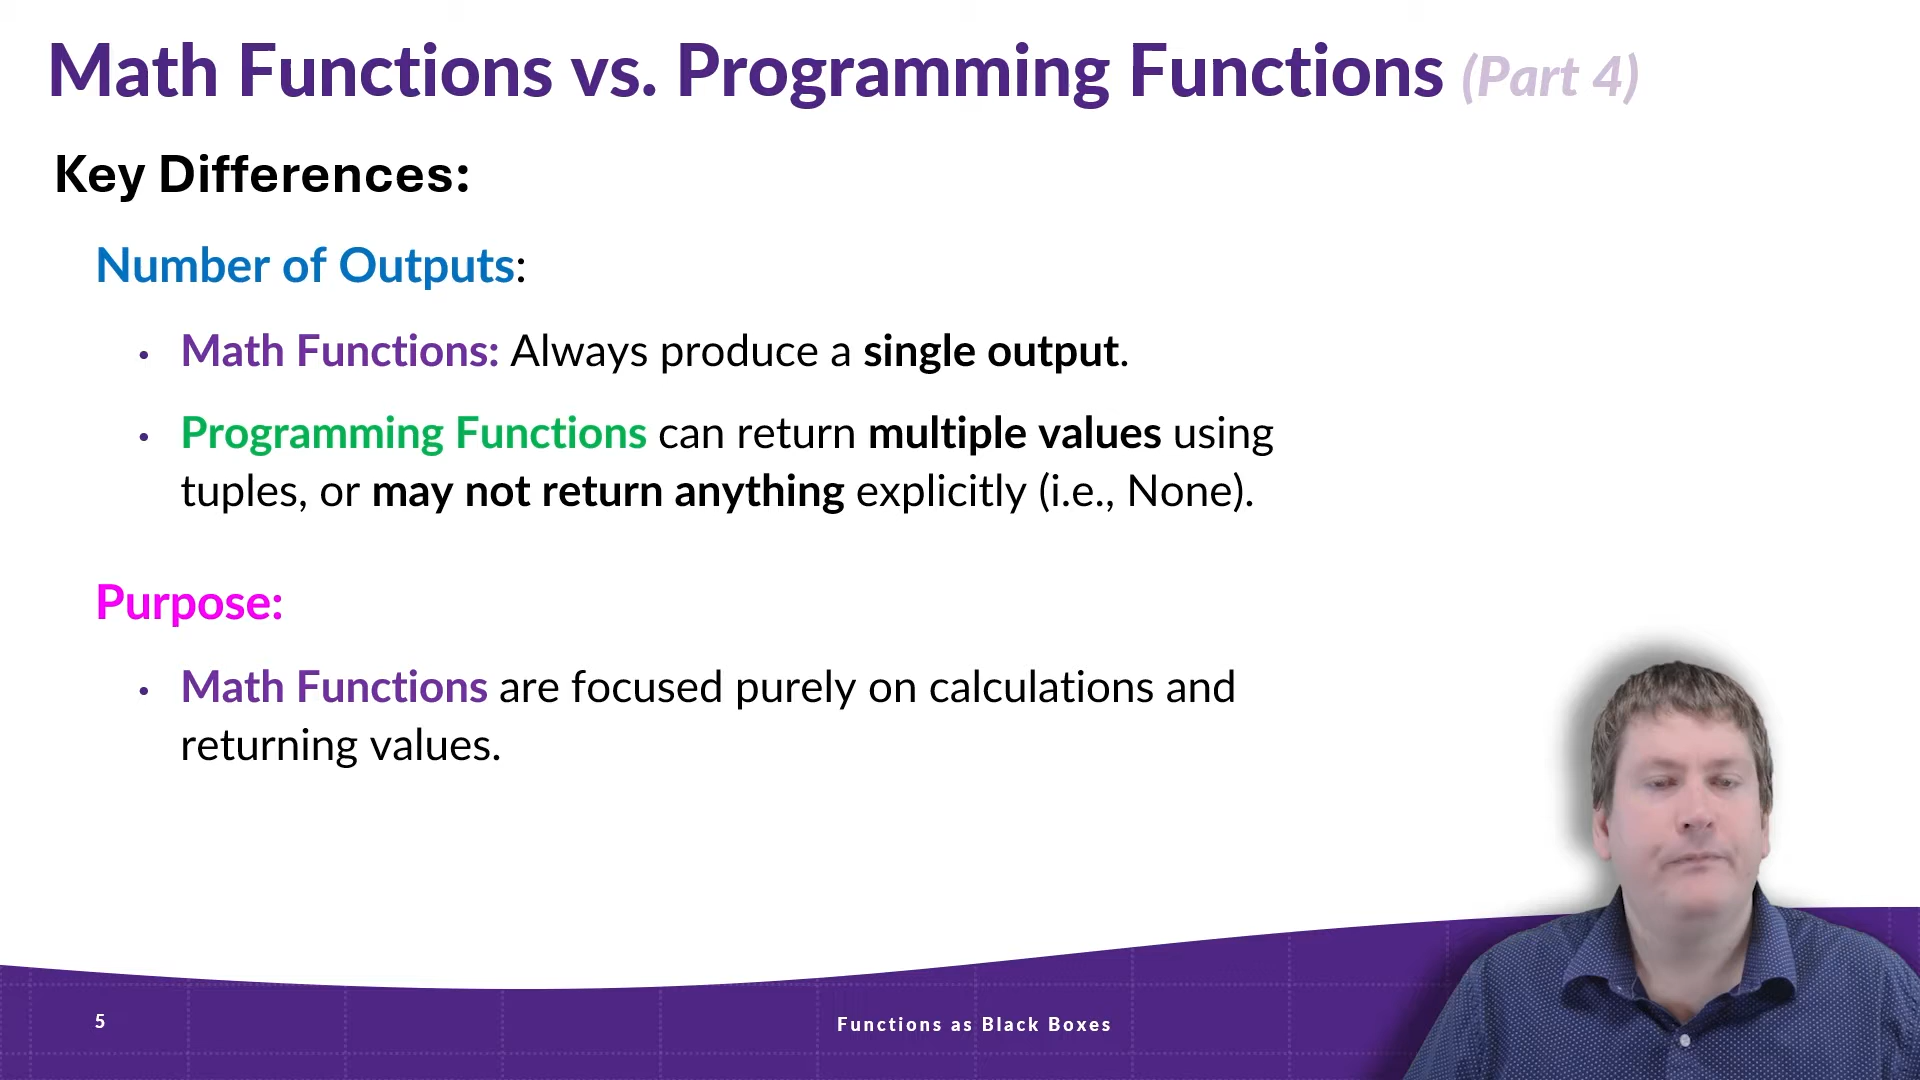 Math Functions vs. Programming Functions (Part 4)
Key Differences:
Number of Outputs:
• Math Functions: Always produce a single output.
• Programming Functions can return multiple values using
tuples, or may not return anything explicitly (i.e., None).
Purpose:
• Math Functions are focused purely on calculations and
returning values.
5
Functions as Black Boxes